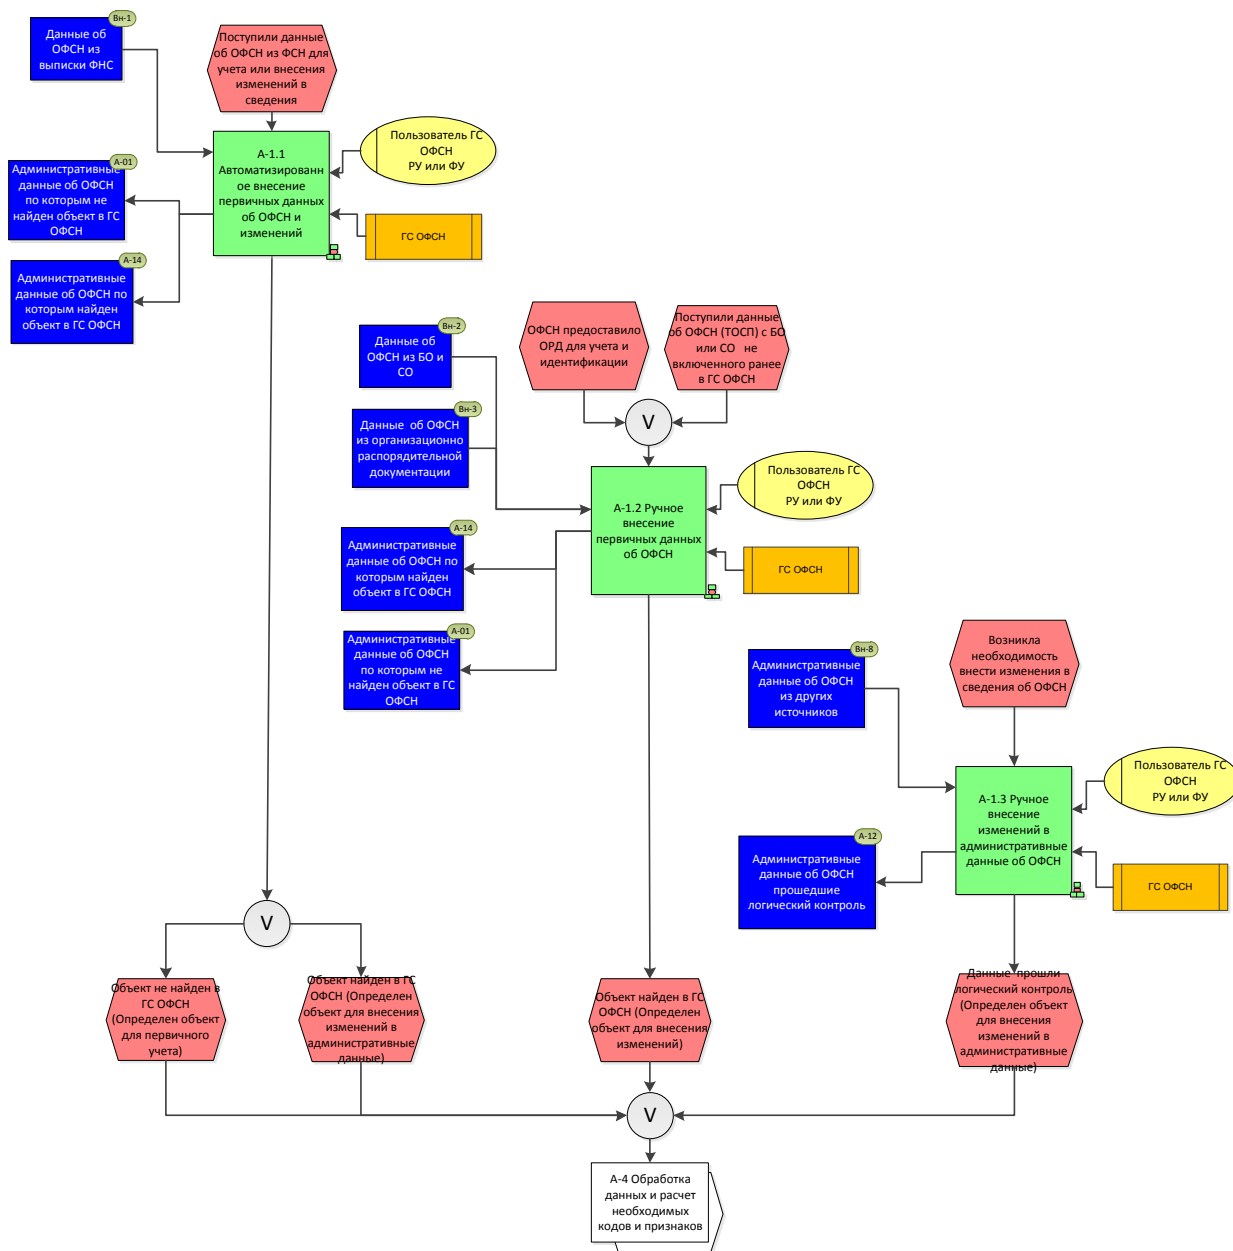 Вн-1
Данные об
ОФСН из
выписки ФНС
Поступили данные
об ОФСН из ФСН для
учета или внесения
изменений в
сведения
А-1.1
Автоматизированн
ое внесение
первичных данных
об ОФСН и
изменений
Пользователь ГС
ОФСН
РУ или ФУ
ГС ОФСН
А-01
Административные
данные об ОФСН
по которым не
найден объект в ГС
ОФСН
А-14
Административные
данные об ОФСН по
которым найден
объект в ГС ОФСН
Вн-2
Данные об
ОФСН из БО и
СО
ОФСН предоставило
ОРД для учета и
идентификации
Поступили данные
об ОФСН (ТОСП) с БО
или СО   не
включенного ранее
в ГС ОФСН
V
Вн-3
Данные  об ОФСН
из организационно
распорядительной
документации
А-1.2 Ручное
внесение
первичных данных
об ОФСН
Пользователь ГС
ОФСН
РУ или ФУ
ГС ОФСН
А-14
Административные
данные об ОФСН по
которым найден
объект в ГС ОФСН
А-01
Административные
данные об ОФСН
по которым не
найден объект в ГС
ОФСН
Вн-8
Административные
данные об ОФСН
из других
источников
Возникла
необходимость
внести изменения в
сведения об ОФСН
А-1.3 Ручное
внесение
изменений в
административные
данные об ОФСН
Пользователь ГС
ОФСН
РУ или ФУ
ГС ОФСН
А-12
Административные
данные об ОФСН
прошедшие
логический контроль
V
Объект не найден в
ГС ОФСН
(Определен объект
для первичного
учета)
Объект найден в ГС
ОФСН (Определен
объект для внесения
изменений в
административные
данные)
Объект найден в ГС
ОФСН (Определен
объект для внесения
изменений)
Данные  прошли
логический контроль
(Определен объект
для внесения
изменений в
административные
данные)
V
А-4 Обработка
данных и расчет
необходимых
кодов и признаков